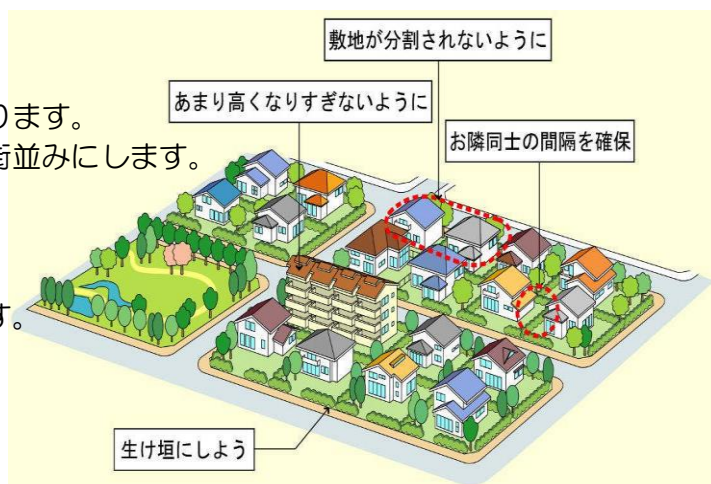 敷地が分割されないように
あまり高くなりすぎないように
ります。
お隣同士の間隔を確保
街並みにします。
す。
生け垣にしよう